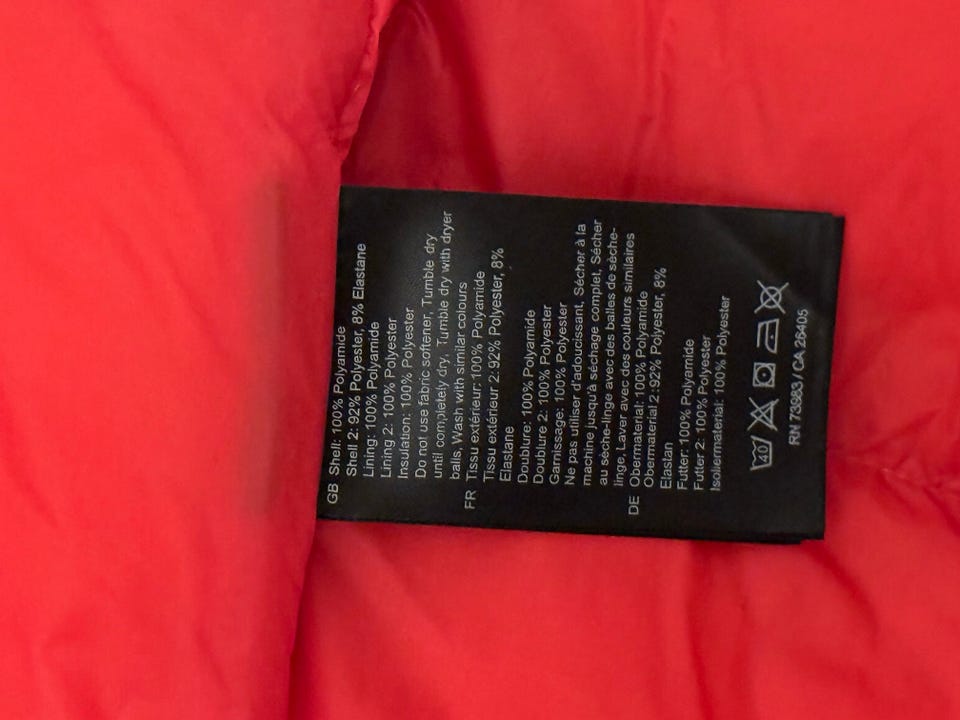 GB Shell: 100% Polyamide
Shell 2: 92% Polyester, 8% Elastane
Lining: 100% Polyamide
Lining 2: 100% Polyester
Insulation: 100% Polyester
Do not use fabric softener, Tumble dry
until completely dry, Tumble dry with dryer
balls, Wash with similar colours
FR Tissu extérieur: 100% Polyamide
Tissu extérieur 2: 92% Polyester, 8%
Elastane
Doublure: 100% Polyamide
Doublure 2: 100% Polyester
Garnissage: 100% Polyester
Ne pas utiliser d'adoucissant, Sécher à la
machine jusqu'à séchage complet, Sécher
au sèche-linge avec des balles de sèche-
linge, Laver avec des couleurs similaires
DE Obermaterial: 100% Polyamide
Obermaterial 2: 92% Polyester, 8%
Elastan
Futter: 100% Polyamide
Futter 2: 100% Polyester
Isoliermaterial: 100% Polyester
40
RN 73983 / CA 26405